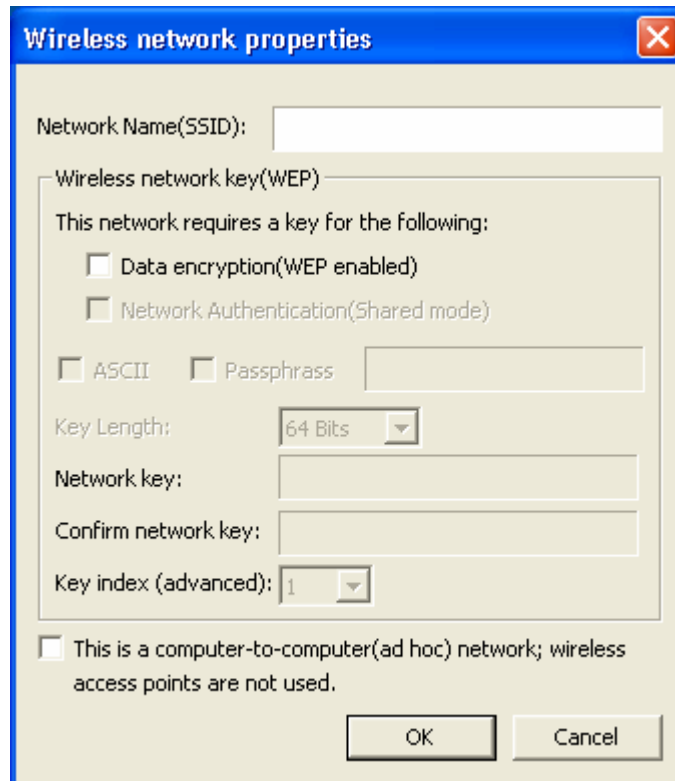 Wireless network properties
Network Name(SSID):
Wireless network key(WEP)
This network requires a key for the following:
Data encryption(WEP enabled)
Network Authentication(Shared mode)
ASCII Passphrass
Key Length: 64 Bits
Network key:
Confirm network key:
Key index (advanced): 1
This is a computer-to-computer(ad hoc) network; wireless
access points are not used.
OK Cancel